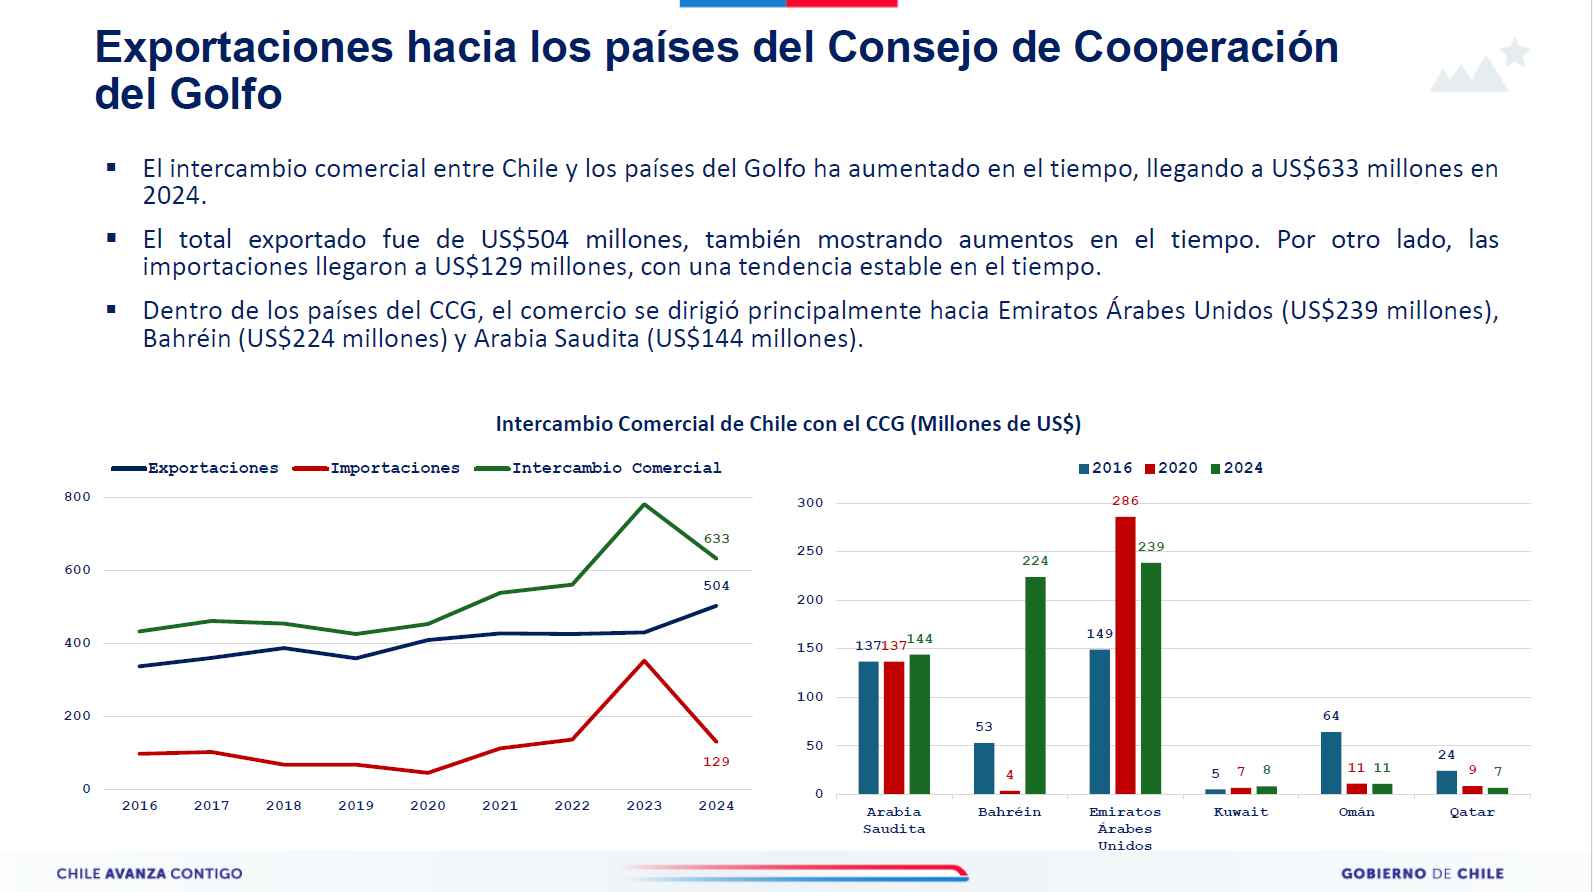 Exportaciones hacia los países del Consejo de Cooperación
del Golfo
▪ El intercambio comercial entre Chile y los países del Golfo ha aumentado en el tiempo, llegando a US$633 millones en
2024.
▪ El total exportado fue de US$504 millones, también mostrando aumentos en el tiempo. Por otro lado, las
importaciones llegaron a US$129 millones, con una tendencia estable en el tiempo.
▪ Dentro de los países del CCG, el comercio se dirigió principalmente hacia Emiratos Árabes Unidos (US$239 millones),
Bahréin (US$224 millones) y Arabia Saudita (US$144 millones).
Intercambio Comercial de Chile con el CCG (Millones de US$)
Exportaciones Importaciones Intercambio Comercial
800
600
400
200
0
633
504
129
2016 2017 2018 2019 2020 2021 2022 2023 2024
2016 2020 2024
300
250
200
150
100
50
0
137 137 144
53 4 224
149 286 239
5 7 8
64 11 11
24 9 7
Arabia
Saudita
Bahréin
Emiratos
Árabes
Unidos
Kuwait
Omán
Qatar
CHILE AVANZA CONTIGO
GOBIERNO DE CHILE